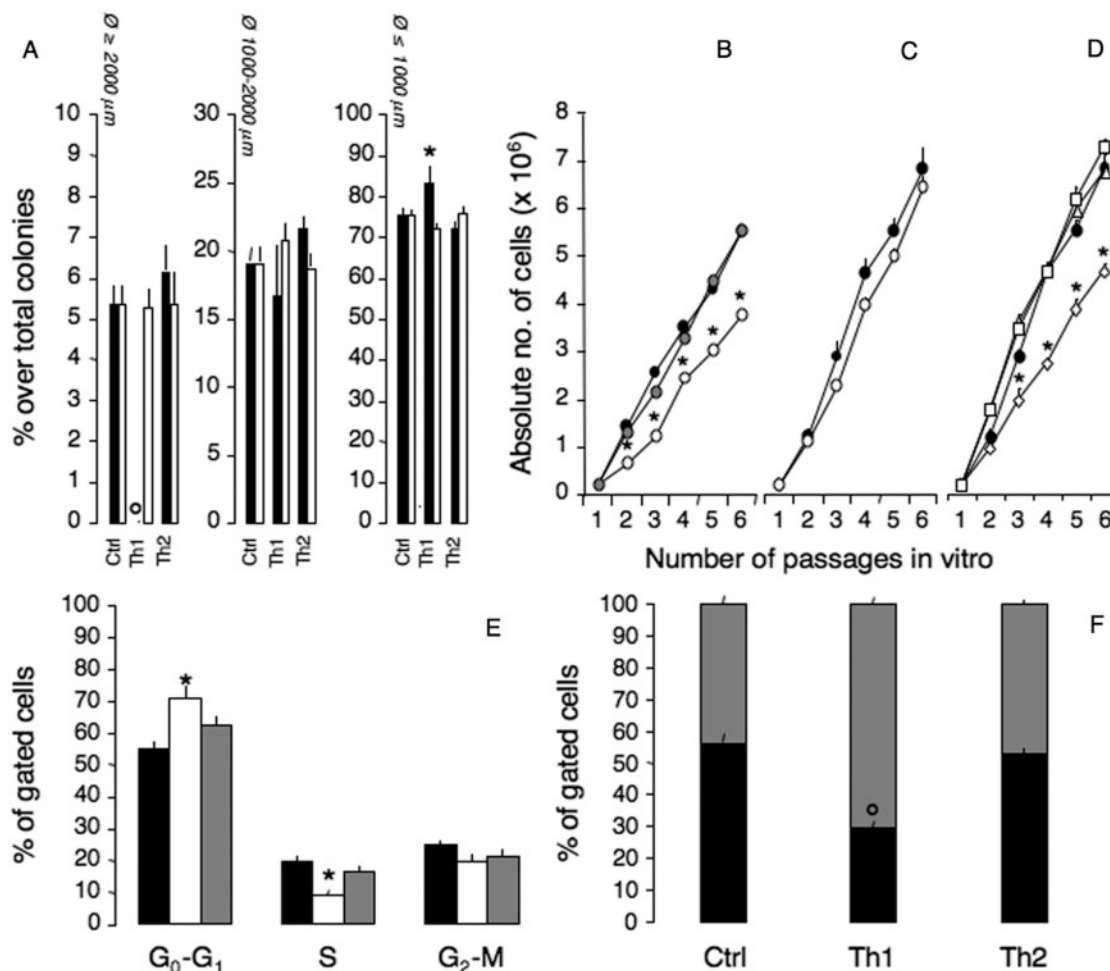 A
Ø ≥ 2000 μm
Ø 1000-2000 μm
Ø ≤ 1000 μm
% over total colonies
10
9
8
7
6
5
4
3
2
1
0
Ctrl
Th1
Th2
30
25
20
15
10
5
0
Ctrl
Th1
Th2
100
90
80
70
60
50
40
30
20
10
0
Ctrl
Th1
Th2
B
C
D
Absolute no. of cells (x 10⁶)
8
7
6
5
4
3
2
1
0
1 2 3 4 5 6
1 2 3 4 5 6
1 2 3 4 5 6
Number of passages in vitro
E
% of gated cells
100
90
80
70
60
50
40
30
20
10
0
G₀-G₁ S G₂-M
F
% of gated cells
100
90
80
70
60
50
40
30
20
10
0
Ctrl Th1 Th2